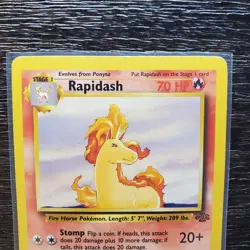 STAGE 1
Evolves from Ponyta
Put Rapidash on the Stage 1 card
Rapidash
70 HP
Fire Horse Pokémon. Length: 5' 7", Weight: 209 lbs.
Stomp Flip a coin. If heads, this attack
does 20 damage plus 10 more damage; if
tails, this attack does 20 damage.
20+